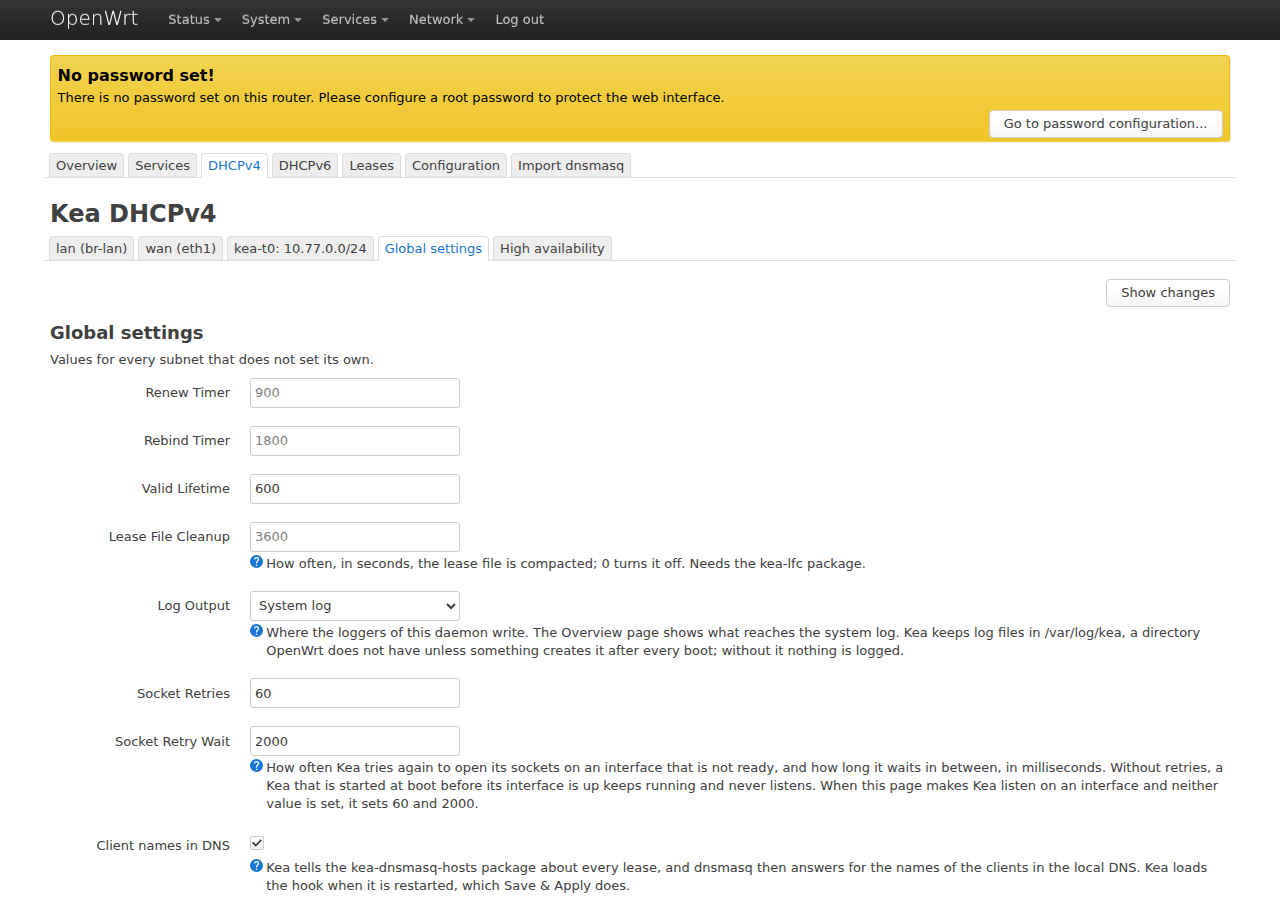 OpenWrt Status System Services Network Log out
No password set!
There is no password set on this router. Please configure a root password to protect the web interface.
Go to password configuration...
Overview Services DHCPv4 DHCPv6 Leases Configuration Import dnsmasq
Kea DHCPv4
lan (br-lan) wan (eth1) kea-t0: 10.77.0.0/24 Global settings High availability
Show changes
Global settings
Values for every subnet that does not set its own.
Renew Timer 900
Rebind Timer 1800
Valid Lifetime 600
Lease File Cleanup 3600
How often, in seconds, the lease file is compacted; 0 turns it off. Needs the kea-lfc package.
Log Output System log
Where the loggers of this daemon write. The Overview page shows what reaches the system log. Kea keeps log files in /var/log/kea, a directory
OpenWrt does not have unless something creates it after every boot; without it nothing is logged.
Socket Retries 60
Socket Retry Wait 2000
How often Kea tries again to open its sockets on an interface that is not ready, and how long it waits in between, in milliseconds. Without retries, a
Kea that is started at boot before its interface is up keeps running and never listens. When this page makes Kea listen on an interface and neither
value is set, it sets 60 and 2000.
Client names in DNS
Kea tells the kea-dnsmasq-hosts package about every lease, and dnsmasq then answers for the names of the clients in the local DNS. Kea loads
the hook when it is restarted, which Save & Apply does.